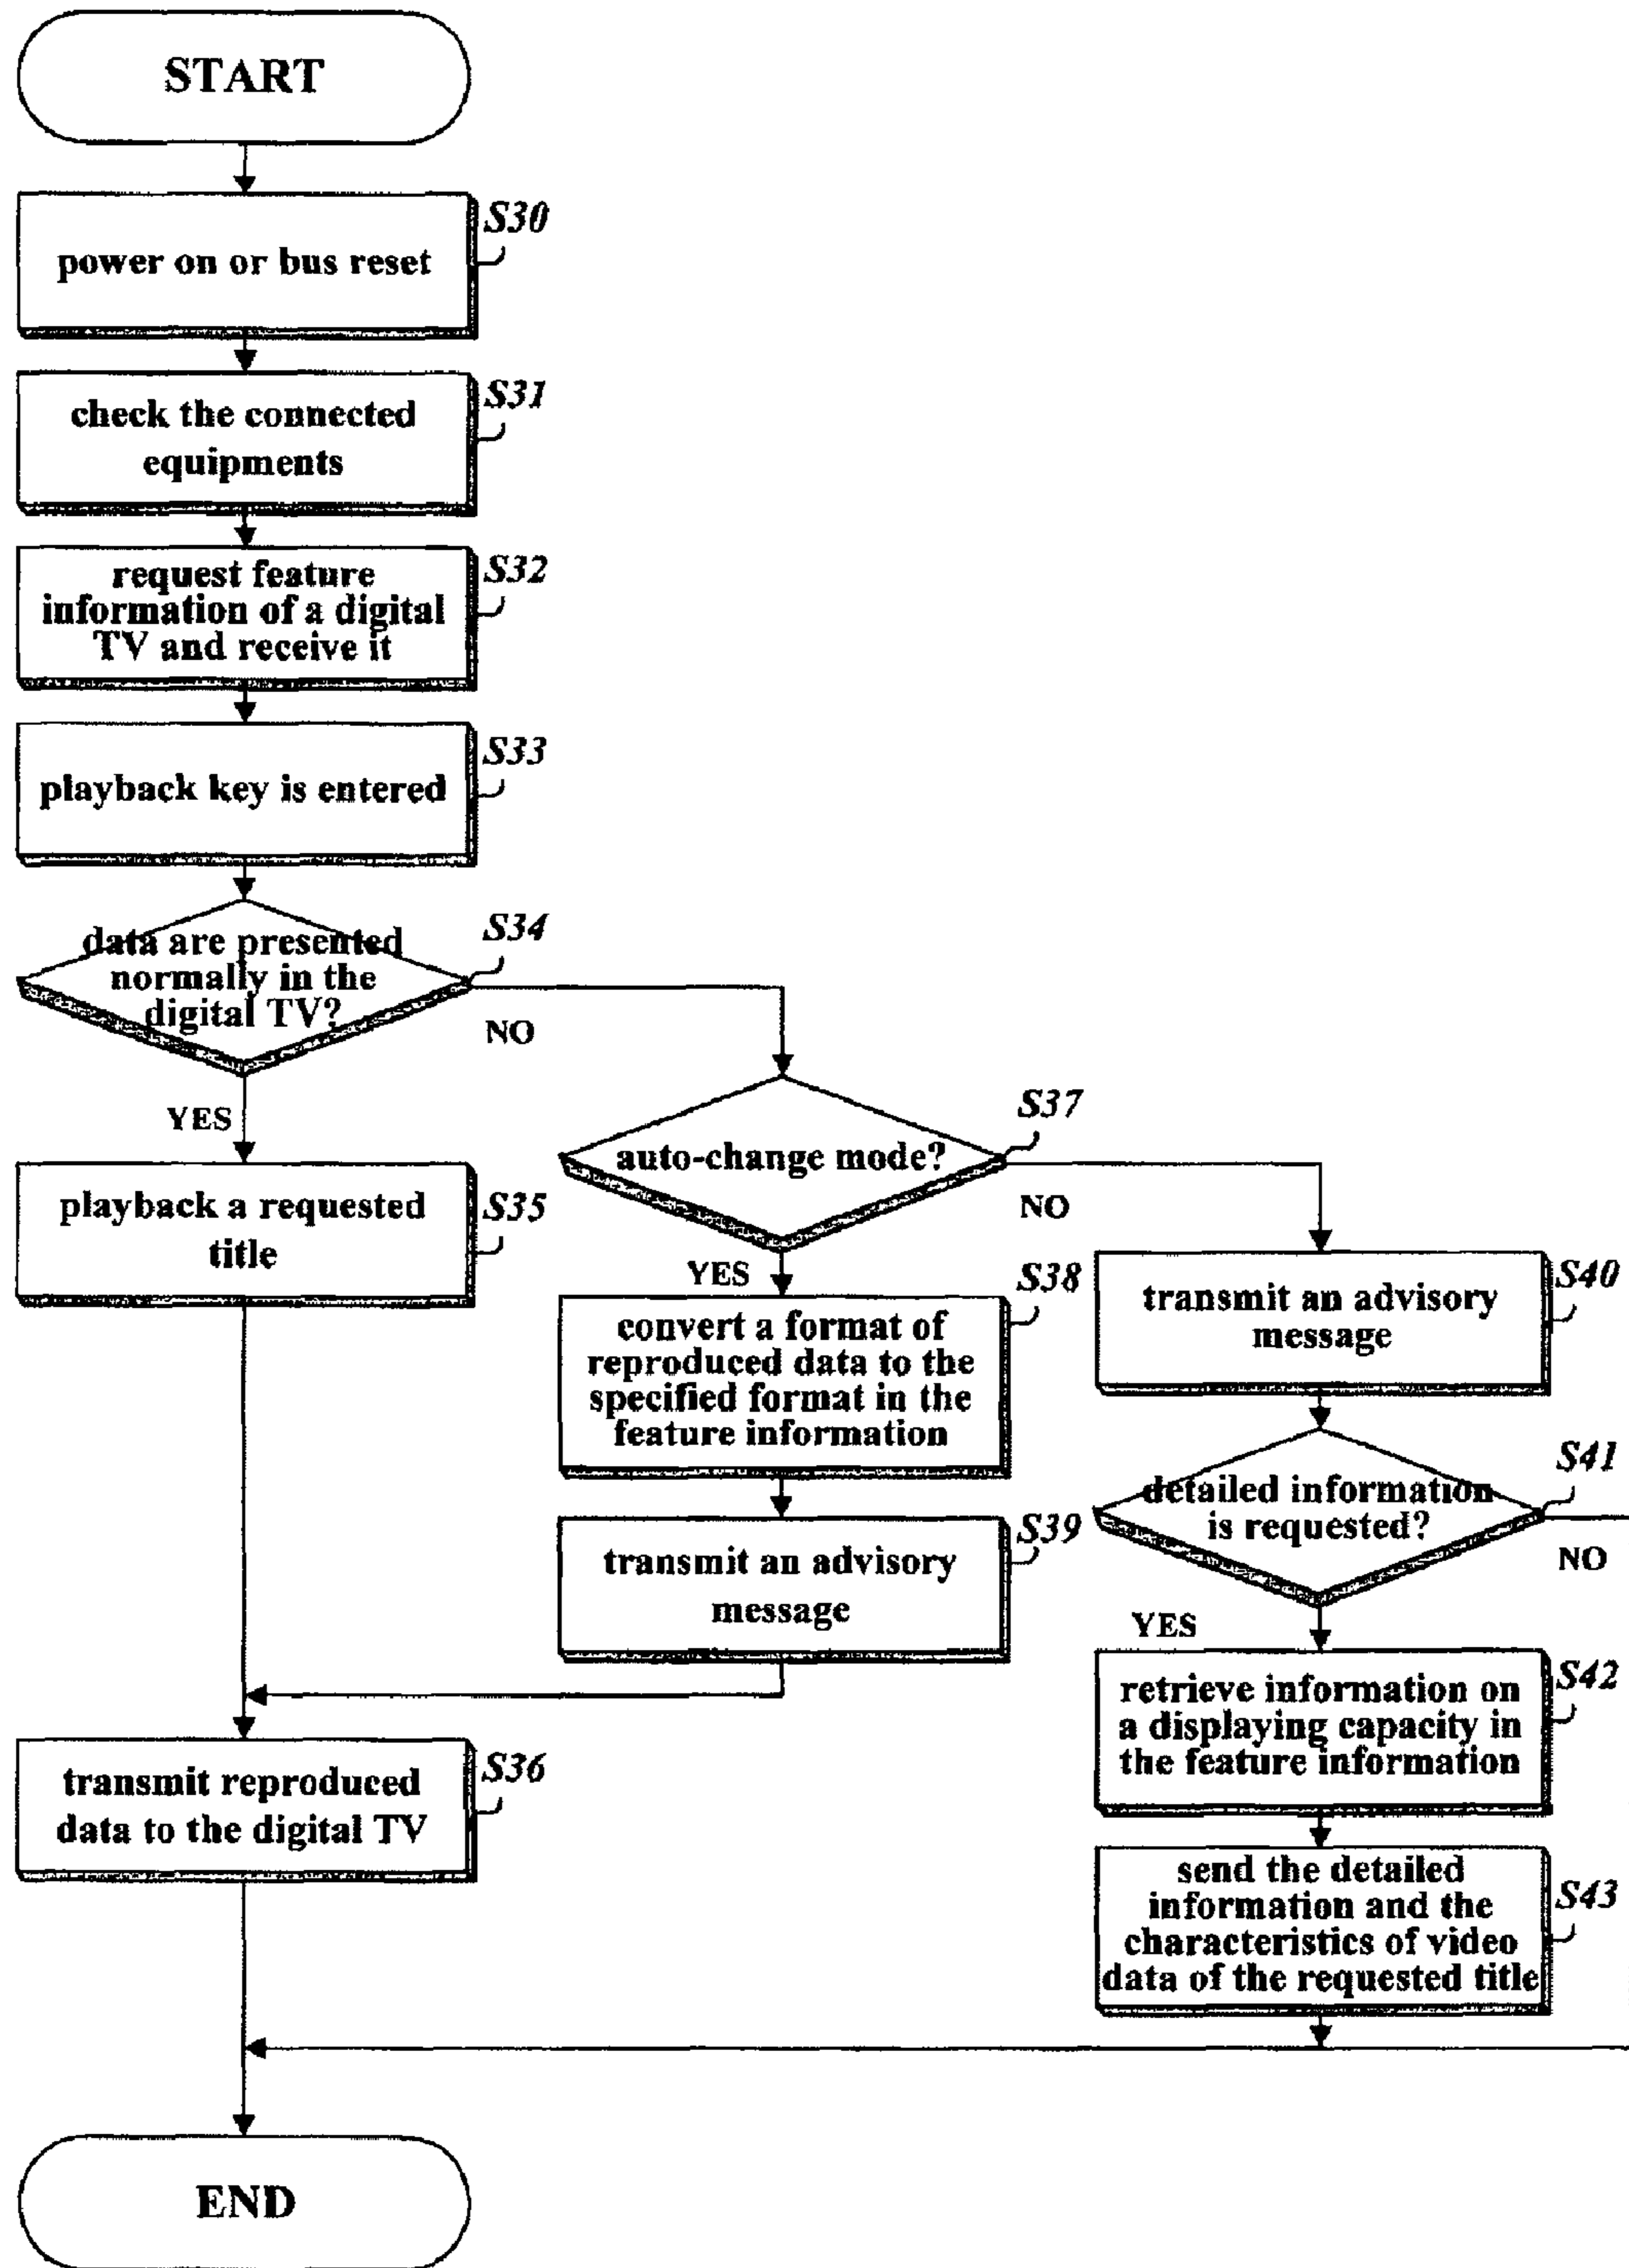 START
S30
power on or bus reset
S31
check the connected
equipments
S32
request feature
information of a digital
TV and receive it
S33
playback key is entered
S34
data are presented
normally in the
digital TV?
NO
YES
S35
playback a requested
title
S37
auto-change mode?
NO
YES
S38
convert a format of
reproduced data to the
specified format in the
feature information
S39
transmit an advisory
message
S36
transmit reproduced
data to the digital TV
S40
transmit an advisory
message
S41
detailed information
is requested?
NO
YES
S42
retrieve information on
a displaying capacity in
the feature information
S43
send the detailed
information and the
characteristics of video
data of the requested title
END